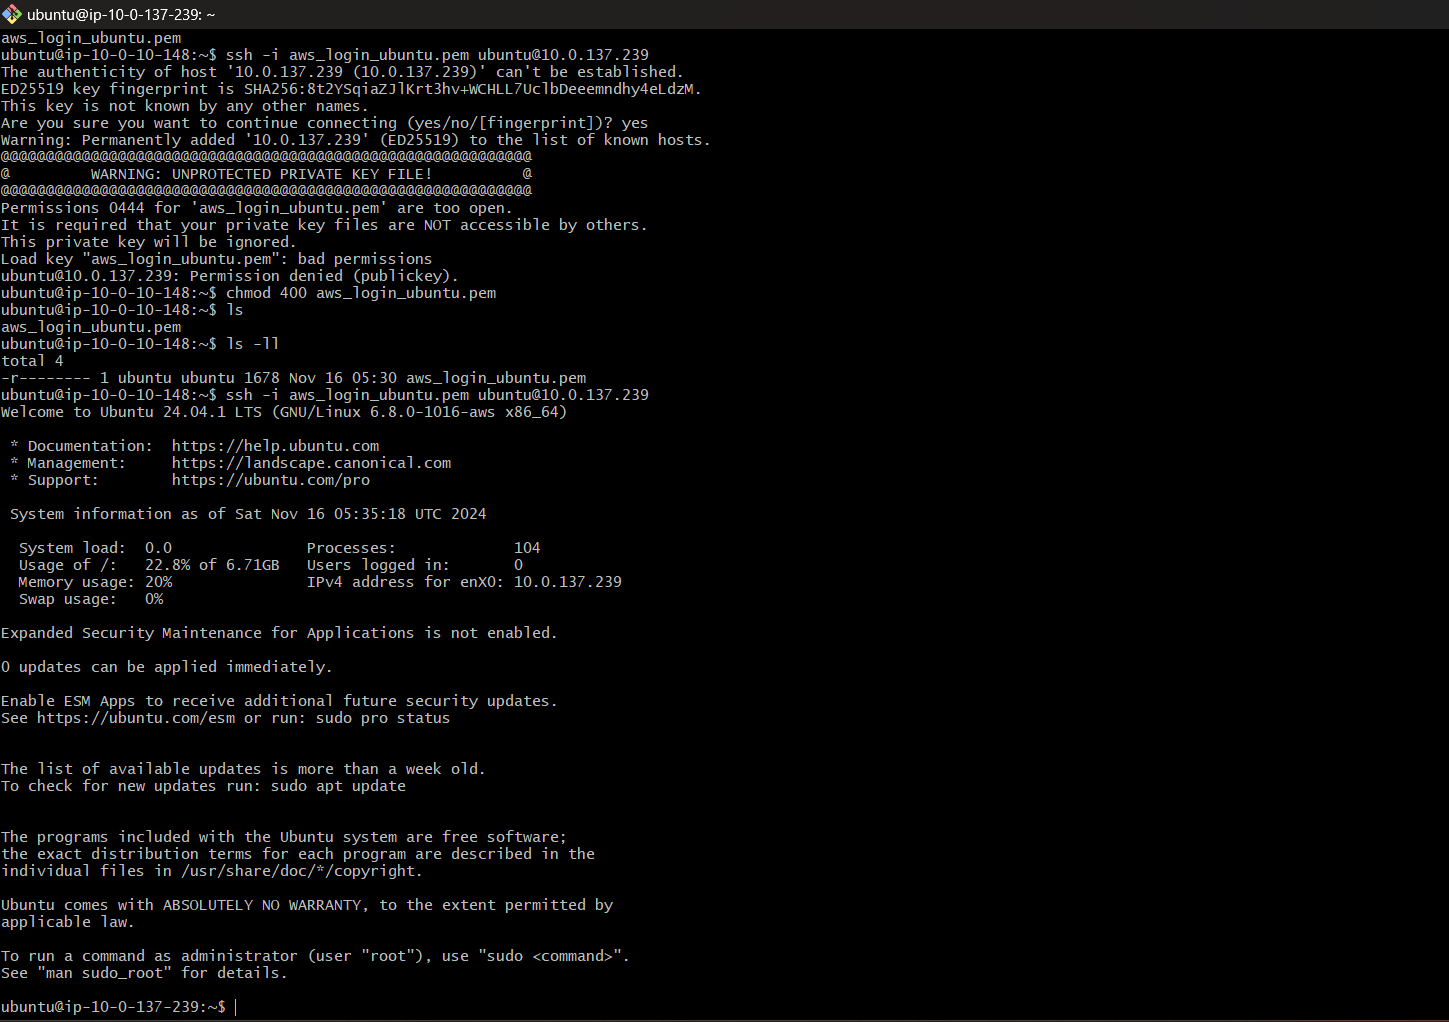 ubuntu@ip-10-0-137-239: ~
aws_login_ubuntu.pem
ubuntu@ip-10-0-10-148:~$ ssh -i aws_login_ubuntu.pem ubuntu@10.0.137.239
The authenticity of host '10.0.137.239 (10.0.137.239)' can't be established.
ED25519 key fingerprint is SHA256:8t2YSqiaZJlKrt3hv+WCHLL7UclbDeeemndhy4eLdzM.
This key is not known by any other names.
Are you sure you want to continue connecting (yes/no/[fingerprint])? yes
Warning: Permanently added '10.0.137.239' (ED25519) to the list of known hosts.
@@@@@@@@@@@@@@@@@@@@@@@@@@@@@@@@@@@@@@@@@@@@@@@@@@@@@@@@@@@
@         WARNING: UNPROTECTED PRIVATE KEY FILE!          @
@@@@@@@@@@@@@@@@@@@@@@@@@@@@@@@@@@@@@@@@@@@@@@@@@@@@@@@@@@@
Permissions 0444 for 'aws_login_ubuntu.pem' are too open.
It is required that your private key files are NOT accessible by others.
This private key will be ignored.
Load key "aws_login_ubuntu.pem": bad permissions
ubuntu@10.0.137.239: Permission denied (publickey).
ubuntu@ip-10-0-10-148:~$ chmod 400 aws_login_ubuntu.pem
ubuntu@ip-10-0-10-148:~$ ls
aws_login_ubuntu.pem
ubuntu@ip-10-0-10-148:~$ ls -ll
total 4
-r-------- 1 ubuntu ubuntu 1678 Nov 16 05:30 aws_login_ubuntu.pem
ubuntu@ip-10-0-10-148:~$ ssh -i aws_login_ubuntu.pem ubuntu@10.0.137.239
Welcome to Ubuntu 24.04.1 LTS (GNU/Linux 6.8.0-1016-aws x86_64)
 * Documentation:  https://help.ubuntu.com
 * Management:     https://landscape.canonical.com
 * Support:        https://ubuntu.com/pro
 System information as of Sat Nov 16 05:35:18 UTC 2024
  System load:  0.0               Processes:             104
  Usage of /:   22.8% of 6.71GB   Users logged in:       0
  Memory usage: 20%               IPv4 address for enX0: 10.0.137.239
  Swap usage:   0%
Expanded Security Maintenance for Applications is not enabled.
0 updates can be applied immediately.
Enable ESM Apps to receive additional future security updates.
See https://ubuntu.com/esm or run: sudo pro status
The list of available updates is more than a week old.
To check for new updates run: sudo apt update
The programs included with the Ubuntu system are free software;
the exact distribution terms for each program are described in the
individual files in /usr/share/doc/*/copyright.
Ubuntu comes with ABSOLUTELY NO WARRANTY, to the extent permitted by
applicable law.
To run a command as administrator (user "root"), use "sudo <command>".
See "man sudo_root" for details.
ubuntu@ip-10-0-137-239:~$